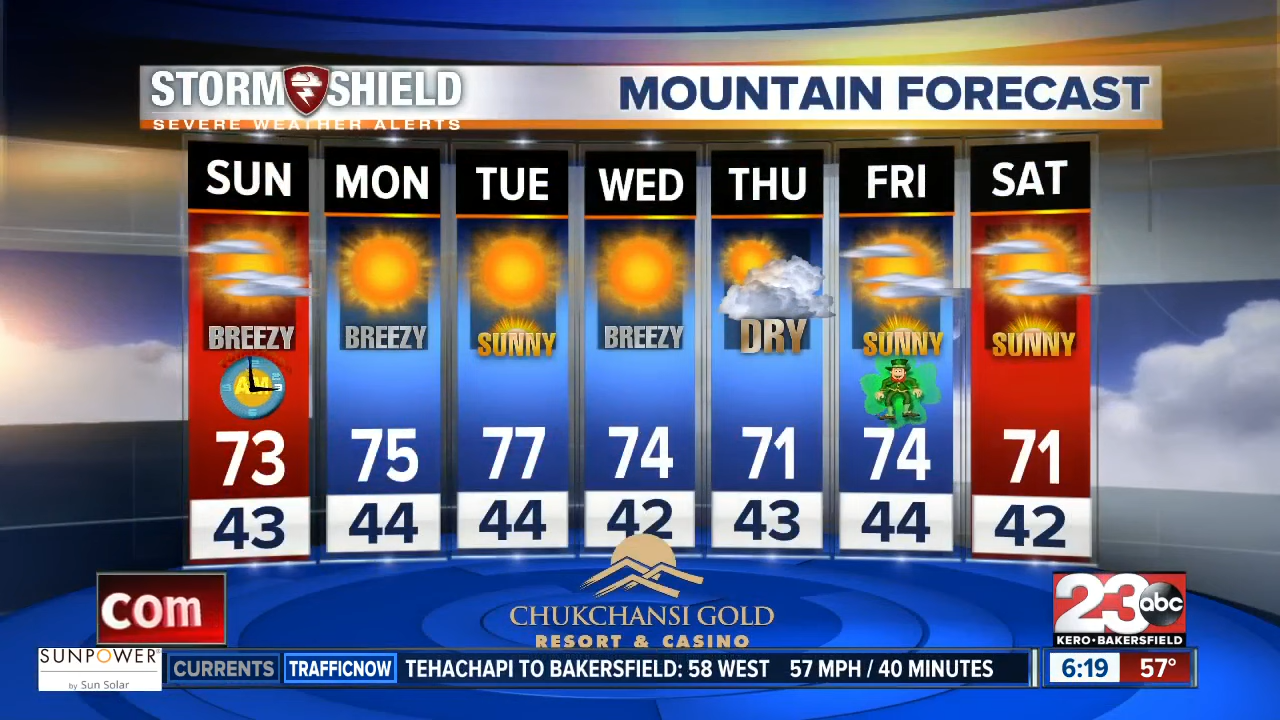 STORM SHIELD
SEVERE WEATHER ALERTS
MOUNTAIN FORECAST
SUN MON TUE WED THU FRI SAT
BREEZY BREEZY SUNNY BREEZY DRY SUNNY SUNNY
AM
73 75 77 74 71 74 71
43 44 44 42 43 44 42
CHUKCHANSI GOLD
RESORT & CASINO
com
23 abc
KERO·BAKERSFIELD
SUNPOWER®
by Sun Solar
CURRENTS TRAFFICNOW TEHACHAPI TO BAKERSFIELD: 58 WEST 57 MPH / 40 MINUTES
6:19 57°